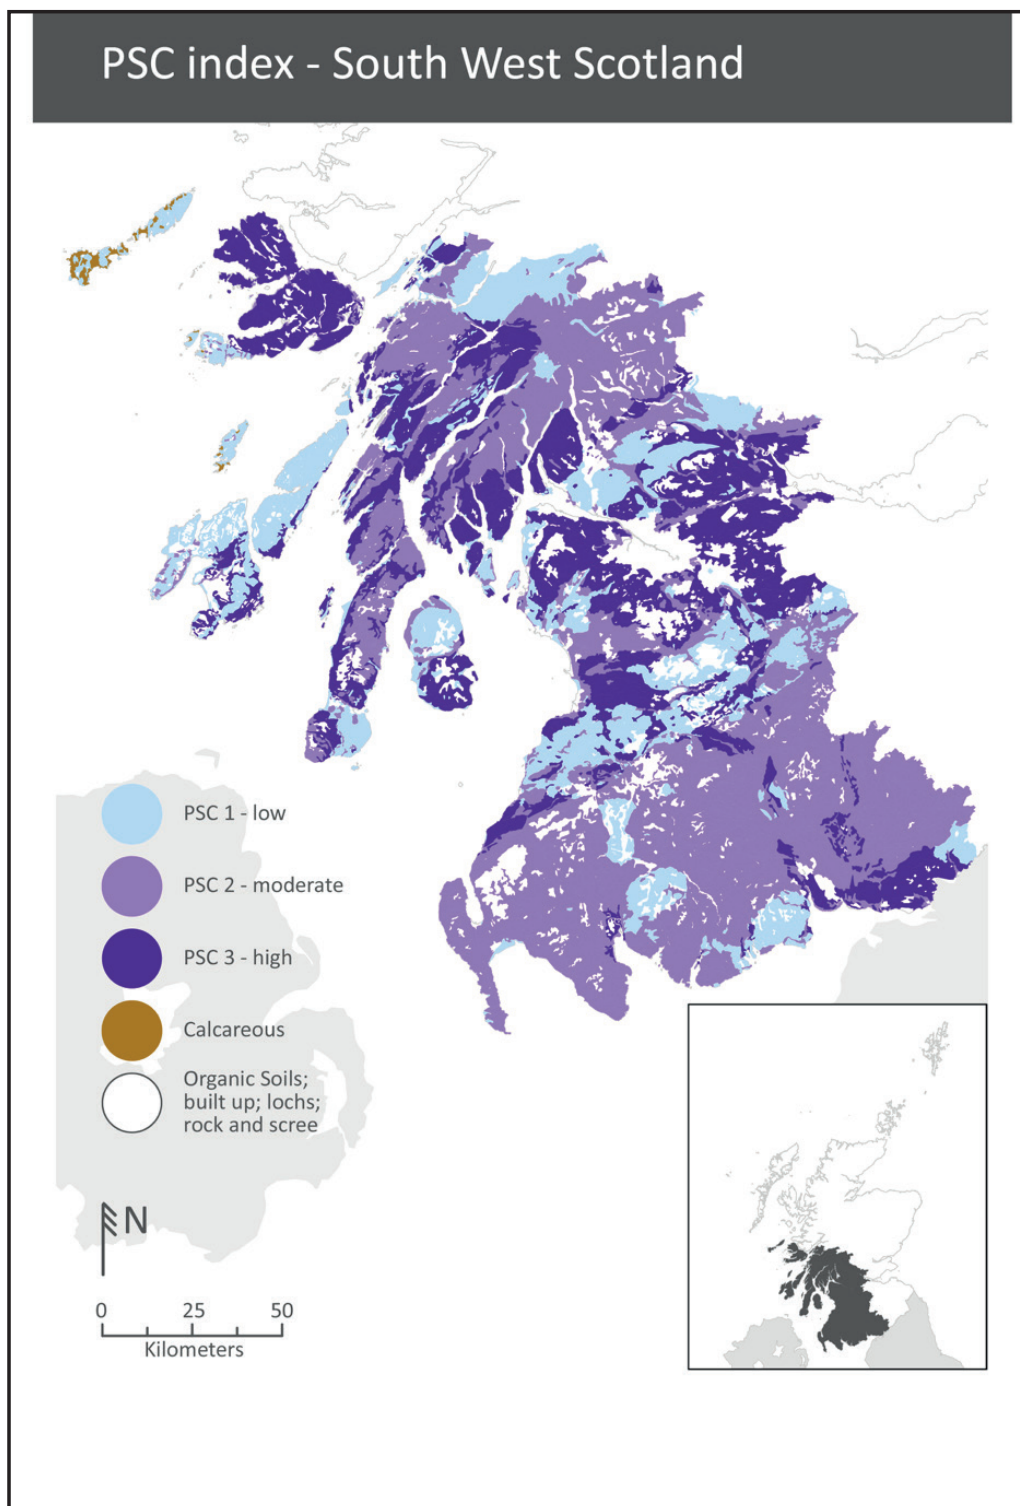 PSC index - South West Scotland
PSC 1 - low
PSC 2 - moderate
PSC 3 - high
Calcareous
Organic Soils;
built up; lochs;
rock and scree
N
0 25 50
Kilometers